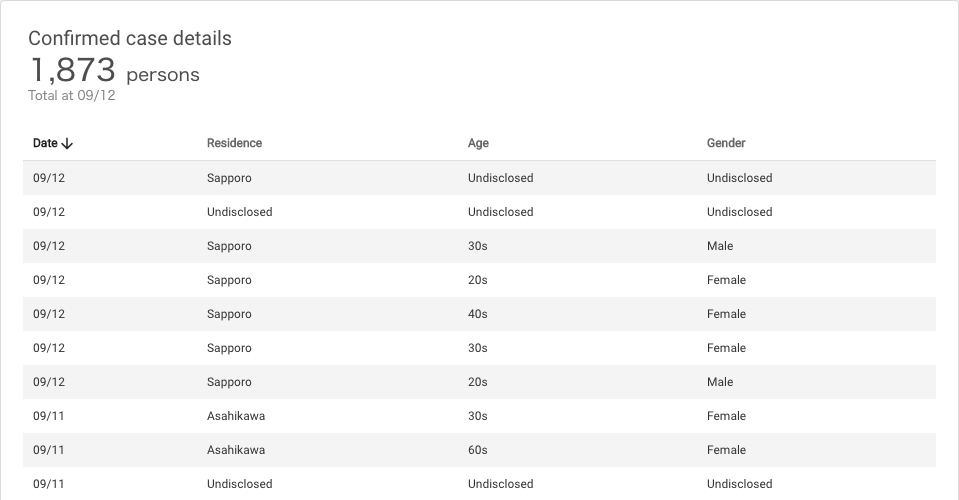 Confirmed case details
1,873 persons
Total at 09/12
Date Residence Age Gender
09/12 Sapporo Undisclosed Undisclosed
09/12 Undisclosed Undisclosed Undisclosed
09/12 Sapporo 30s Male
09/12 Sapporo 20s Female
09/12 Sapporo 40s Female
09/12 Sapporo 30s Female
09/12 Sapporo 20s Male
09/11 Asahikawa 30s Female
09/11 Asahikawa 60s Female
09/11 Undisclosed Undisclosed Undisclosed